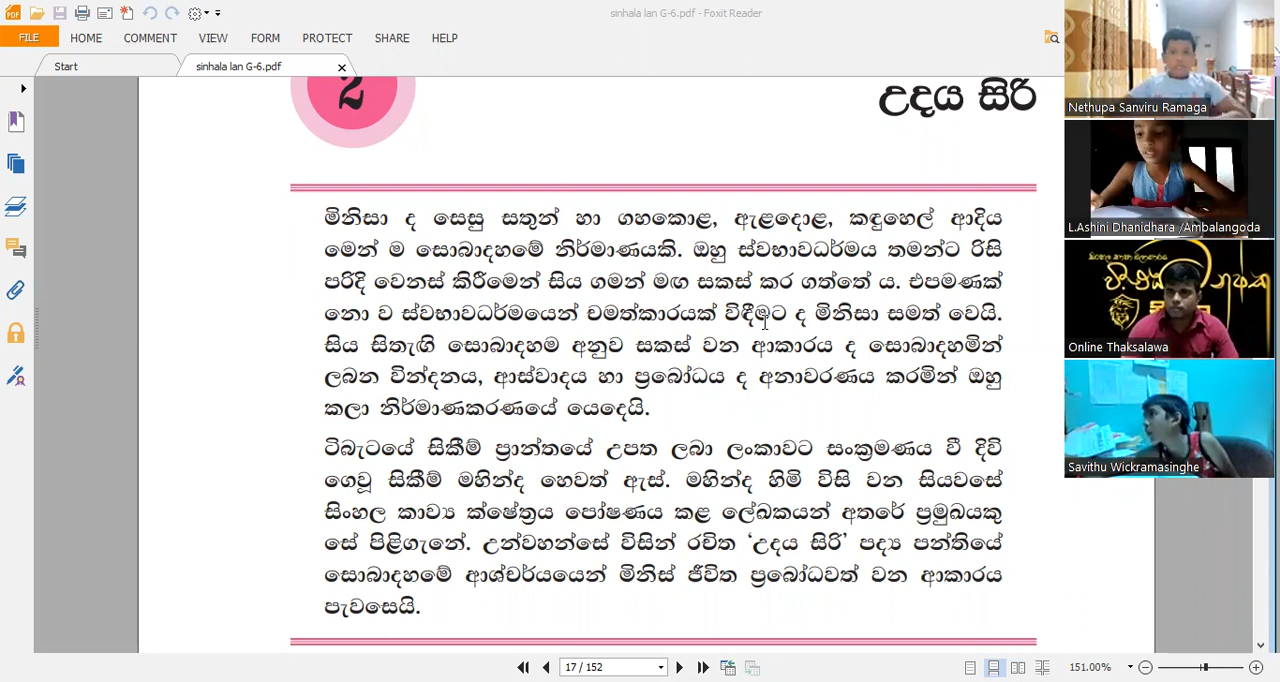 sinhala lan G-6.pdf - Foxit Reader
FILE HOME COMMENT VIEW FORM PROTECT SHARE HELP
Start sinhala lan G-6.pdf
2
උදය සිරි
මිනිසා ද සෙසු සතුන් හා ගහකොළ, ඇළදොළ, කඳුහෙල් ආදිය
මෙන් ම සොබාදහමේ නිර්මාණයකි. ඔහු ස්වභාවධර්මය තමන්ට රිසි
පරිදි වෙනස් කිරීමෙන් සිය ගමන් මඟ සකස් කර ගත්තේ ය. එපමණක්
නො ව ස්වභාවධර්මයෙන් චමත්කාරයක් විඳීමට ද මිනිසා සමත් වෙයි.
සිය සිතැඟි සොබාදහම අනුව සකස් වන ආකාරය ද සොබාදහමින්
ලබන වින්දනය, ආස්වාදය හා ප්‍රබෝධය ද අනාවරණය කරමින් ඔහු
කලා නිර්මාණකරණයේ යෙදෙයි.
ටිබැටයේ සිකීම් ප්‍රාන්තයේ උපත ලබා ලංකාවට සංක්‍රමණය වී දිවි
ගෙවූ සිකීම් මහින්ද හෙවත් ඇස්. මහින්ද හිමි විසි වන සියවසේ
සිංහල කාව්‍ය ක්ෂේත්‍රය පෝෂණය කළ ලේඛකයන් අතරේ ප්‍රමුඛයකු
සේ පිළිගැනේ. උන්වහන්සේ විසින් රචිත ‘උදය සිරි’ පද්‍ය පන්තියේ
සොබාදහමේ ආශ්චර්යයෙන් මිනිස් ජීවිත ප්‍රබෝධවත් වන ආකාරය
පැවසෙයි.
Nethupa Sanviru Ramaga
L.Ashini Dhanidhara /Ambalangoda
Online Thaksalawa
Savithu Wickramasinghe
17 / 152
151.00%